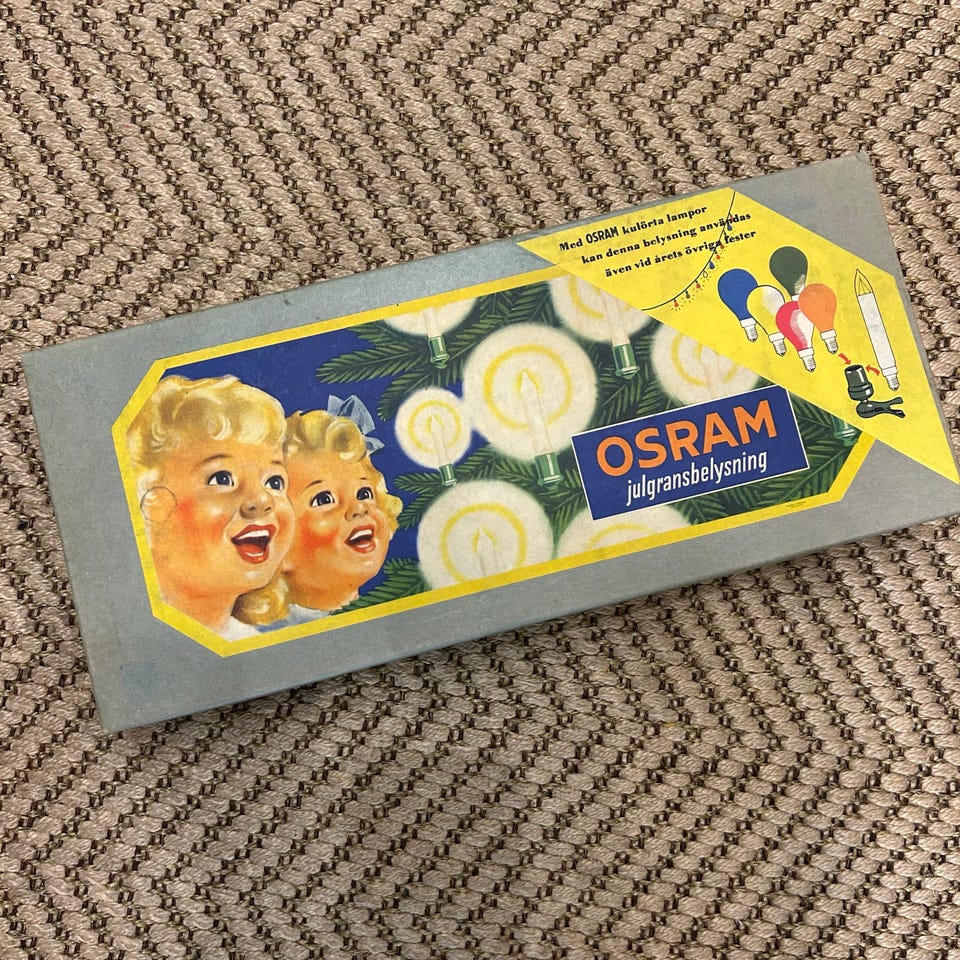 Med OSRAM kulörta lampor
kan denna belysning användas
även vid årets övriga fester
OSRAM
julgransbelysning